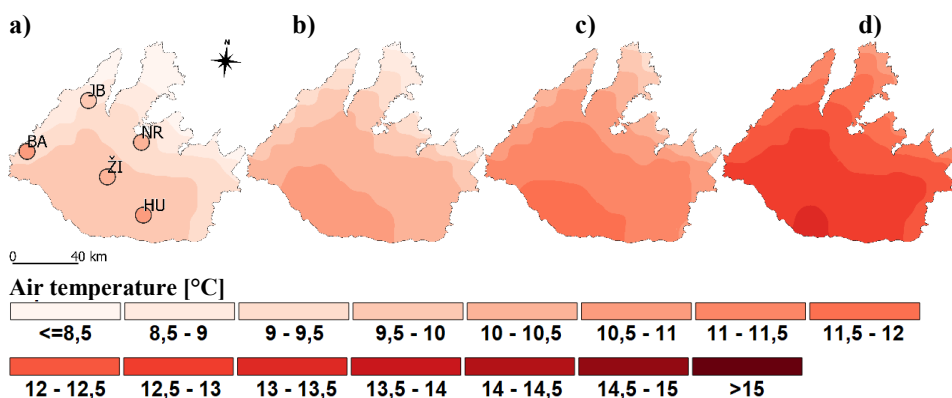 a) b) c) d)
N
JB
BA
NR
ŽI
HU
0 40 km
Air temperature [°C]
<=8,5 8,5 - 9 9 - 9,5 9,5 - 10 10 - 10,5 10,5 - 11 11 - 11,5 11,5 - 12
12 - 12,5 12,5 - 13 13 - 13,5 13,5 - 14 14 - 14,5 14,5 - 15 >15